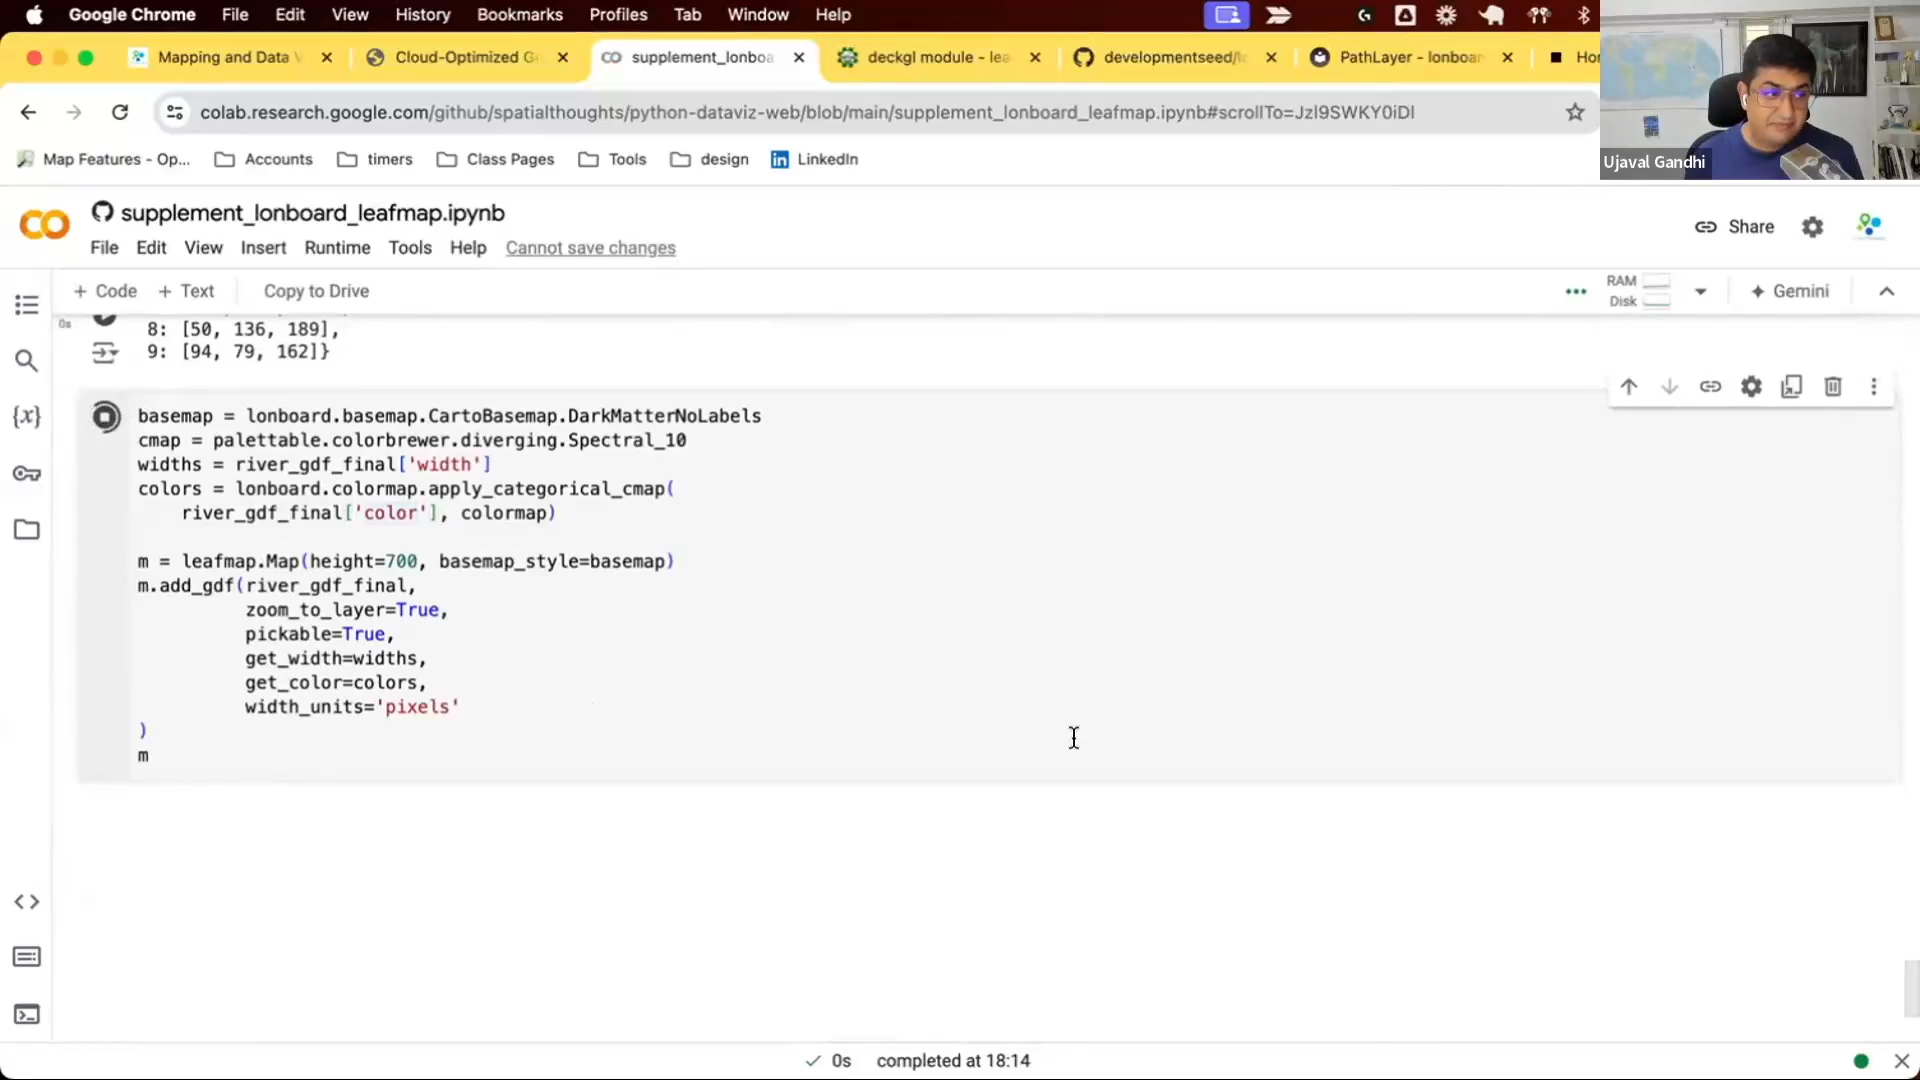 Google Chrome File Edit View History Bookmarks Profiles Tab Window Help
Mapping and Data V Cloud-Optimized Ge supplement_lonboa deckgl module - lea developmentseed/lo PathLayer - lonboard Hor
colab.research.google.com/github/spatialthoughts/python-dataviz-web/blob/main/supplement_lonboard_leafmap.ipynb#scrollTo=JzI9SWKY0iDI
Map Features - Op... Accounts timers Class Pages Tools design LinkedIn
Ujaval Gandhi
supplement_lonboard_leafmap.ipynb
Share
File Edit View Insert Runtime Tools Help Cannot save changes
+ Code + Text Copy to Drive
RAM
Disk
Gemini
0s
8: [50, 136, 189],
9: [94, 79, 162]}
basemap = lonboard.basemap.CartoBasemap.DarkMatterNoLabels
cmap = palettable.colorbrewer.diverging.Spectral_10
widths = river_gdf_final['width']
colors = lonboard.colormap.apply_categorical_cmap(
river_gdf_final['color'], colormap)
m = leafmap.Map(height=700, basemap_style=basemap)
m.add_gdf(river_gdf_final,
zoom_to_layer=True,
pickable=True,
get_width=widths,
get_color=colors,
width_units='pixels'
)
m
0s completed at 18:14